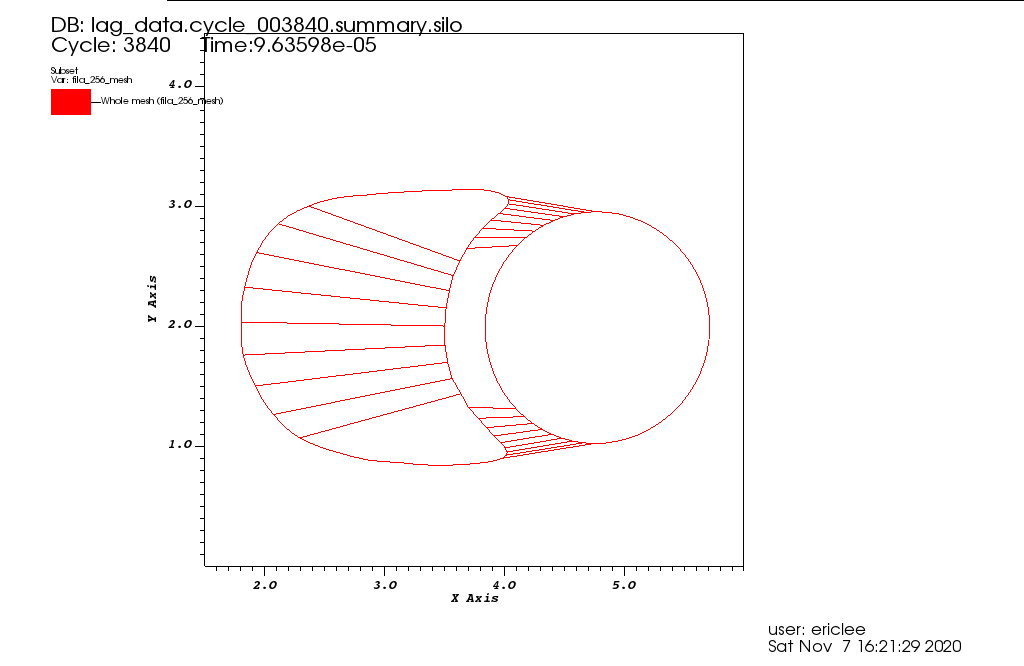 DB: lag_data.cycle_003840.summary.silo
Cycle: 3840 Time:9.63598e-05
Subset
Var: fila_256_mesh
Whole mesh (fila_256_mesh)
4.0
3.0
2.0
1.0
Y Axis
2.0 3.0 4.0 5.0
X Axis
user: ericlee
Sat Nov 7 16:21:29 2020